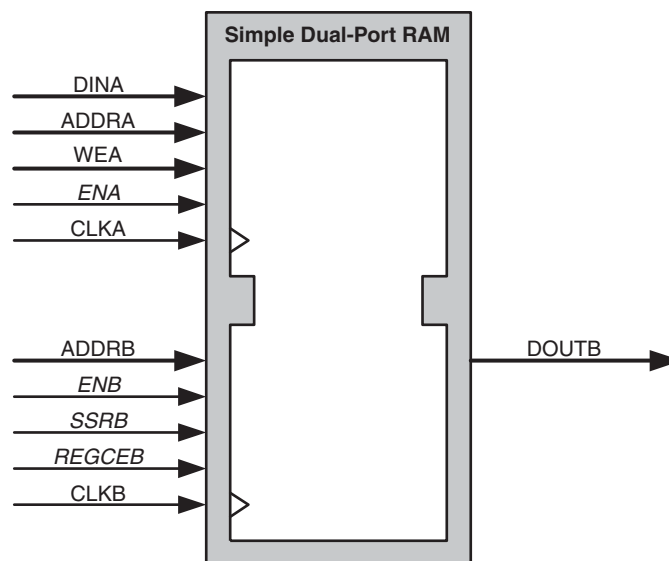 Simple Dual-Port RAM
DINA
ADDRA
WEA
ENA
CLKA
ADDRB
DOUTB
ENB
SSRB
REGCEB
CLKB